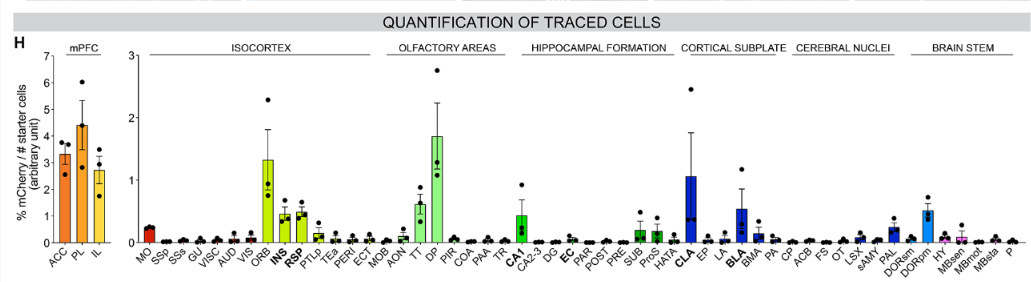 QUANTIFICATION OF TRACED CELLS
H
mPFC
ISOCORTEX
OLFACTORY AREAS
HIPPOCAMPAL FORMATION
CORTICAL SUBPLATE
CEREBRAL NUCLEI
BRAIN STEM
% mCherry / # starter cells
(arbitrary unit)
7
6
5
4
3
2
1
0
3
2
1
0
ACC PL IL
MO SSp SSs GU VISC AUD VIS ORB INS RSP PTLp TEa PERI ECT
MOB AON TT DP PIR COA PAA TR
CA1 CA2-3 DG EC PAR POST PRE SUB ProS HATA
CLA EP LA BLA BMA PA
CP ACB FS OT LSX sAMY PAL
DORsm DORpm HY MBsen MBmot MBsta P